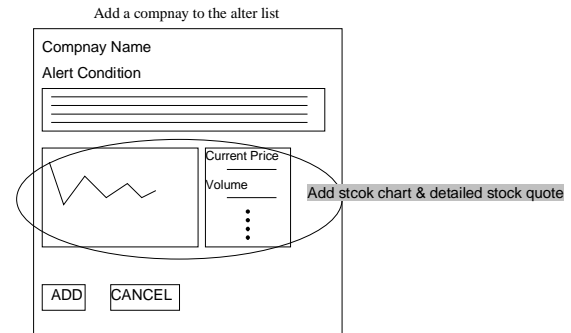 Add a compnay to the alter list
Compnay Name
Alert Condition
Current Price
Volume
Add stcok chart & detailed stock quote
ADD
CANCEL